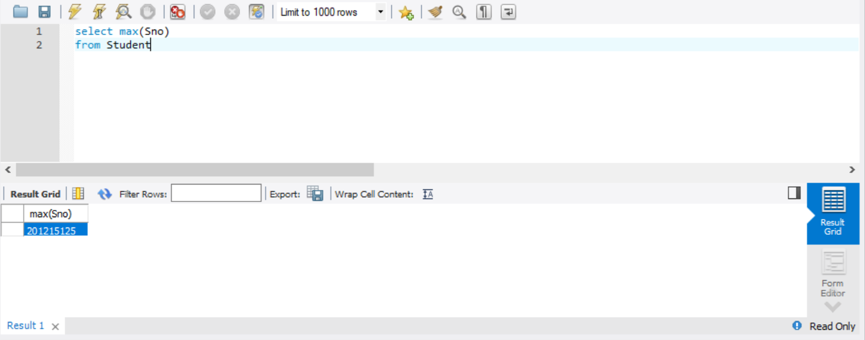 Limit to 1000 rows
1 select max(Sno)
2 from Student
Result Grid Filter Rows: Export: Wrap Cell Content:
max(Sno)
201215125
Result
Grid
Form
Editor
Result 1 Read Only